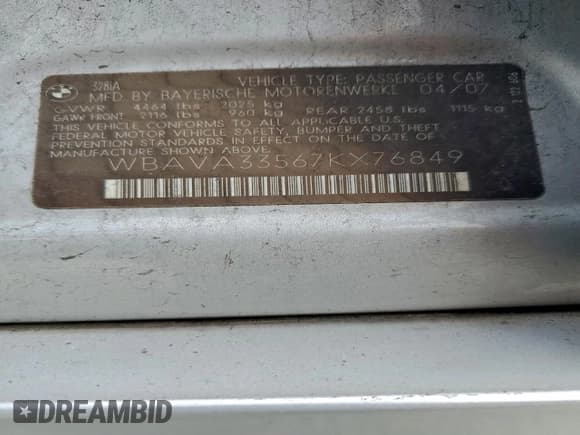 BMW
328iA
VEHICLE TYPE: PASSENGER CAR
MFD BY BAYERISCHE MOTORENWERKE 04/07
GVWR 4464 lbs 2025 kg
GAWR FRONT 2116 lbs 960 kg REAR 2458 lbs 1115 kg
THIS VEHICLE CONFORMS TO ALL APPLICABLE
FEDERAL MOTOR VEHICLE SAFETY, BUMPER AND THEFT
PREVENTION STANDARDS IN EFFECT ON THE DATE OF
MANUFACTURE SHOWN ABOVE
WBAVA33567KX76849
DREAMBID